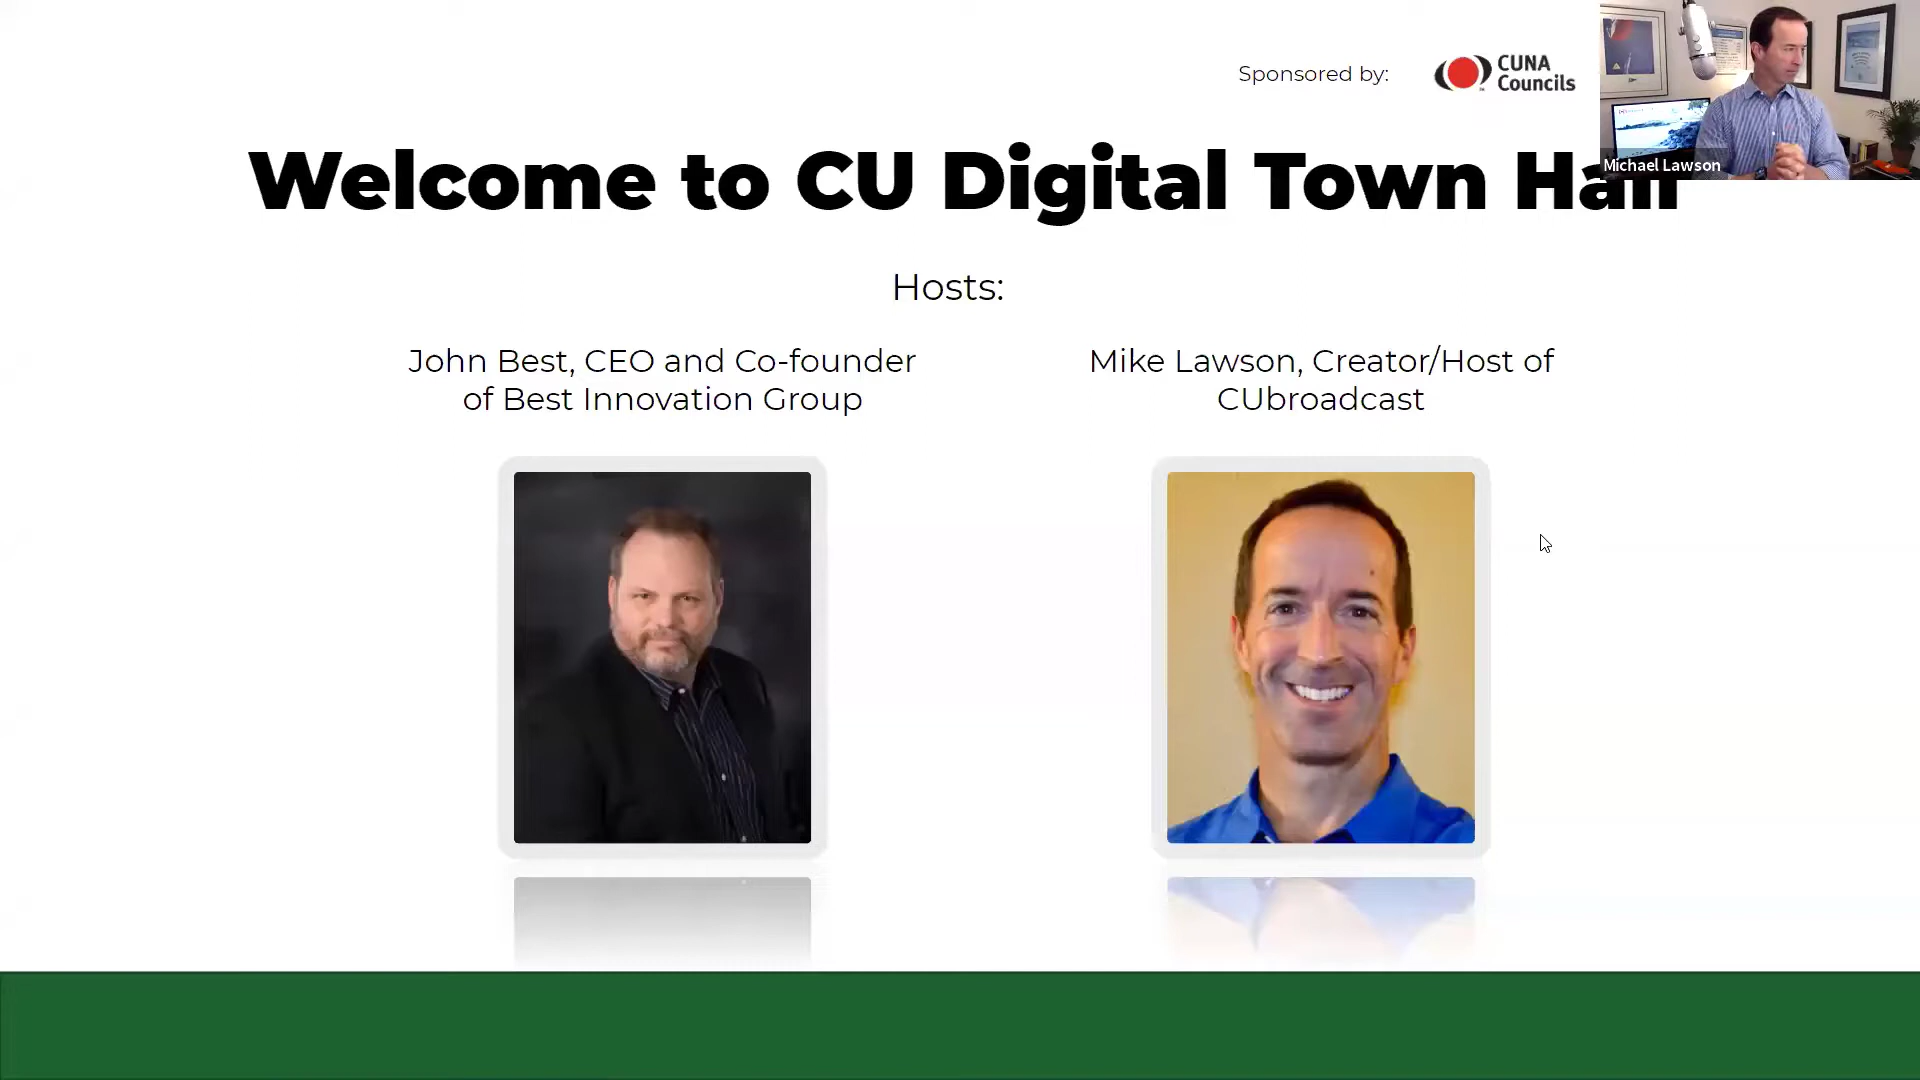 Sponsored by:
CUNA
Councils
Michael Lawson
Welcome to CU Digital Town Hall
Hosts:
John Best, CEO and Co-founder
of Best Innovation Group
Mike Lawson, Creator/Host of
CUbroadcast